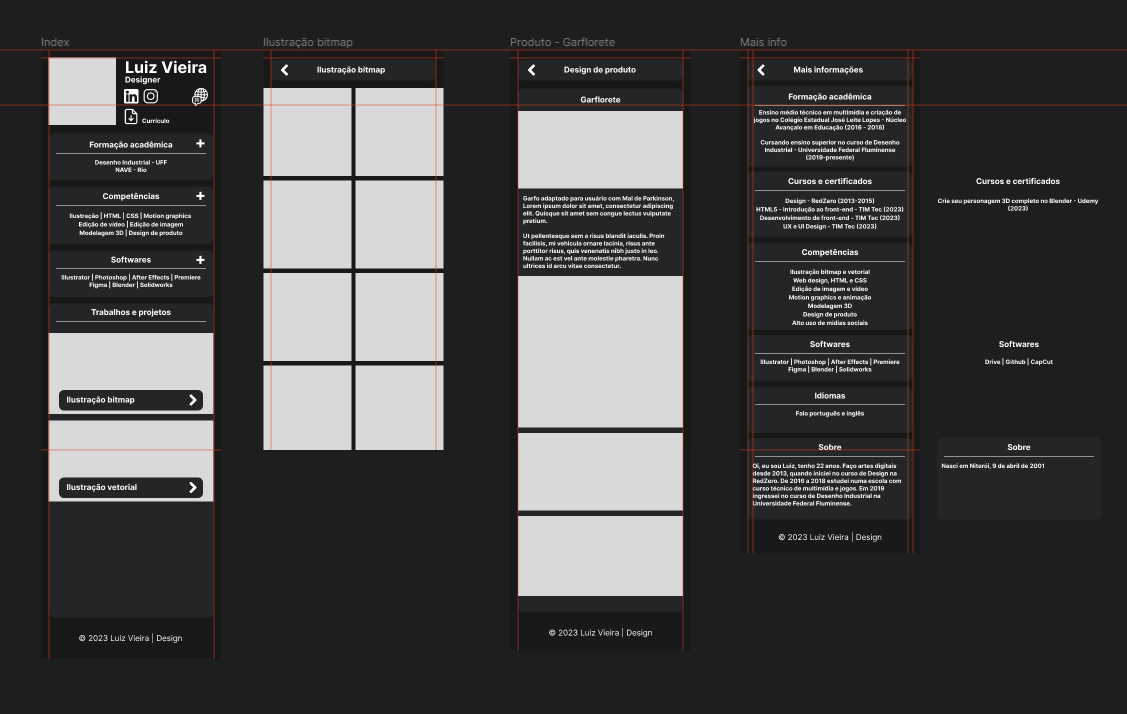 Index
Luiz Vieira
Designer
Currículo
Formação acadêmica
Desenho Industrial - UFF
NAVE - Rio
Competências
Ilustração | HTML | CSS | Motion graphics
Edição de vídeo | Edição de imagem
Modelagem 3D | Design de produto
Softwares
Illustrator | Photoshop | After Effects | Premiere
Figma | Blender | Solidworks
Trabalhos e projetos
Ilustração bitmap
Ilustração vetorial
© 2023 Luiz Vieira | Design
Ilustração bitmap
Ilustração bitmap
Produto - Garflorete
Design de produto
Garflorete
Garfo adaptado para usuário com Mal de Parkinson,
Lorem ipsum dolor sit amet, consectetur adipiscing
elit. Quisque sit amet sem congue lectus vulputate
pretium.
Ut pellentesque sem a risus blandit iaculis. Proin
facilisis, mi vehicula ornare lacinia, risus ante
porttitor risus, quis venenatis nibh justo in leo.
Nullam ac est vel ante molestie pharetra. Nunc
ultrices id arcu vitae consectetur.
© 2023 Luiz Vieira | Design
Mais info
Mais informações
Formação acadêmica
Ensino médio técnico em multimídia e criação de
jogos no Colégio Estadual José Leite Lopes - Núcleo
Avançalo em Educação (2016 - 2018)
Cursando ensino superior no curso de Desenho
Industrial - Universidade Federal Fluminense
(2019-presente)
Cursos e certificados
Design - RedZero (2013-2015)
HTML5 - Introdução ao front-end - TIM Tec (2023)
Desenvolvimento de front-end - TIM Tec (2023)
UX e UI Design - TIM Tec (2023)
Competências
Ilustração bitmap e vetorial
Web design, HTML e CSS
Edição de imagem e vídeo
Motion graphics e animação
Modelagem 3D
Design de produto
Alto uso de mídias sociais
Softwares
Illustrator | Photoshop | After Effects | Premiere
Figma | Blender | Solidworks
Idiomas
Falo português e inglês
Sobre
Oi, eu sou Luiz, tenho 22 anos. Faço artes digitais
desde 2013, quando iniciei no curso de Design na
RedZero. De 2016 a 2018 estudei numa escola com
curso técnico de multimídia e jogos. Em 2019
ingressei no curso de Desenho Industrial na
Universidade Federal Fluminense.
© 2023 Luiz Vieira | Design
Cursos e certificados
Crie seu personagem 3D completo no Blender - Udemy
(2023)
Softwares
Drive | Github | CapCut
Sobre
Nasci em Niterói, 9 de abril de 2001